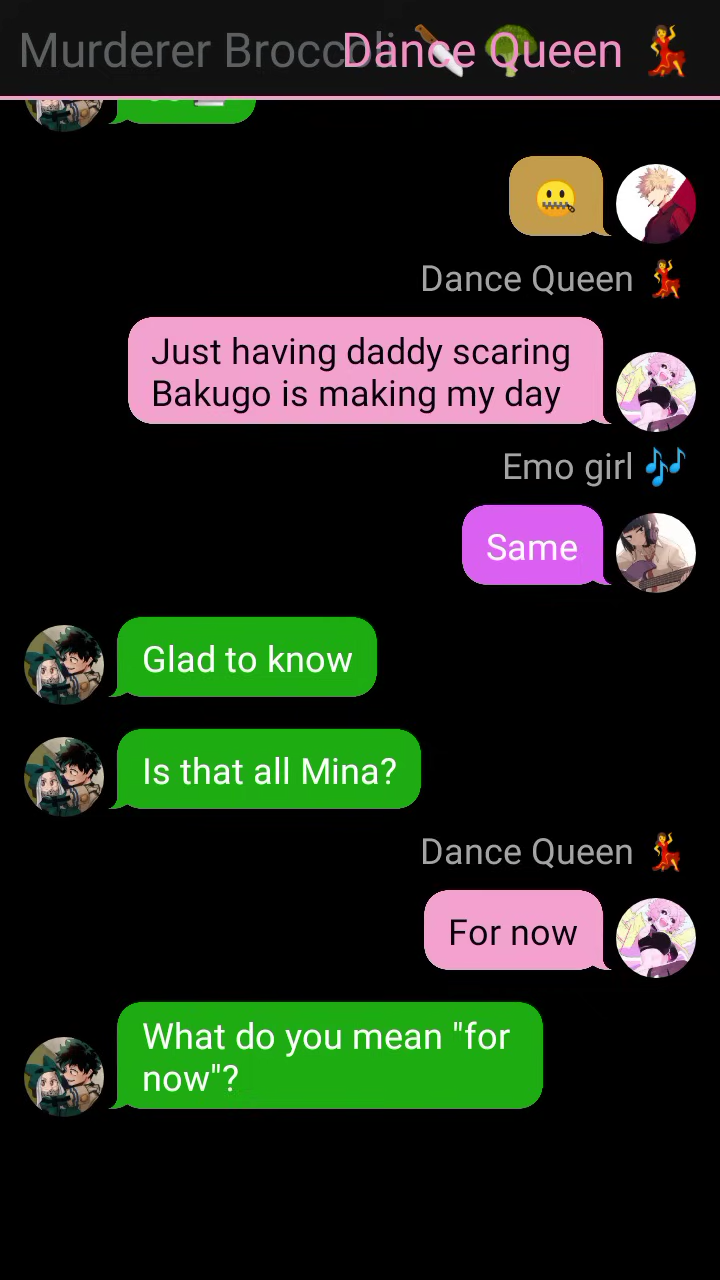 Murderer Broccoli 🔪 🥦
Dance Queen 💃
🤐
Dance Queen 💃
Just having daddy scaring
Bakugo is making my day
Emo girl 🎶
Same
Glad to know
Is that all Mina?
Dance Queen 💃
For now
What do you mean "for
now"?